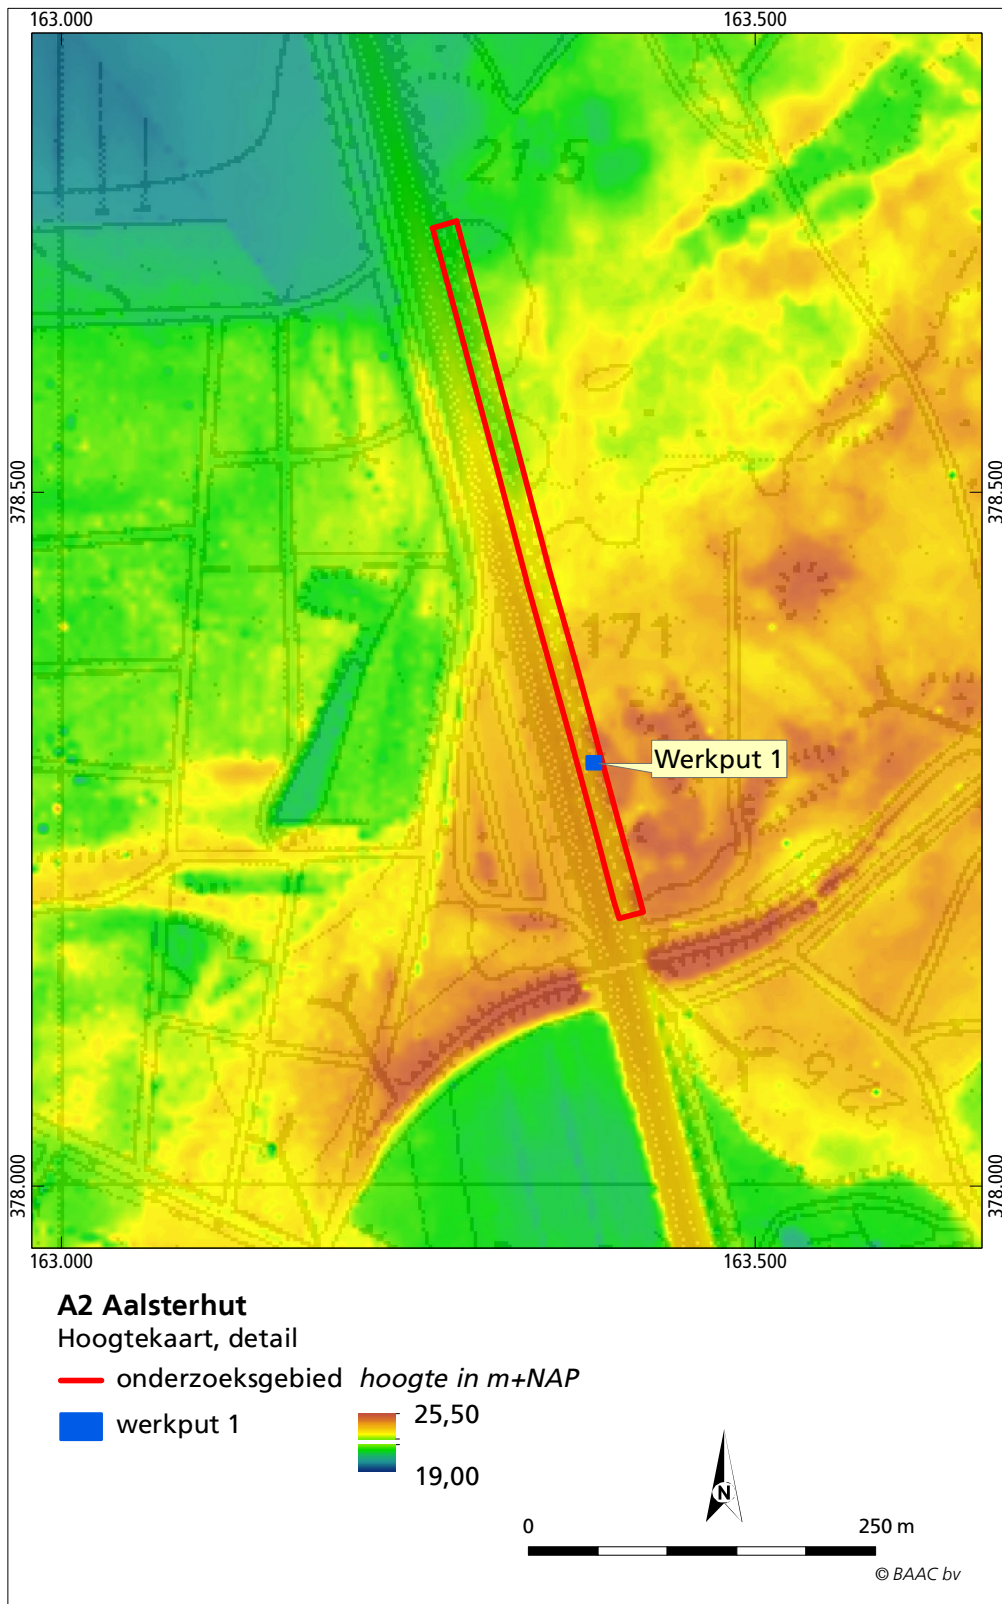 163.000 163.500
21.5
378.500 378.500
171
Werkput 1
378.000 378.000
163.000 163.500
A2 Aalsterhut
Hoogtekaart, detail
onderzoeksgebied hoogte in m+NAP
werkput 1
25,50
19,00
N
0 250 m
© BAAC bv